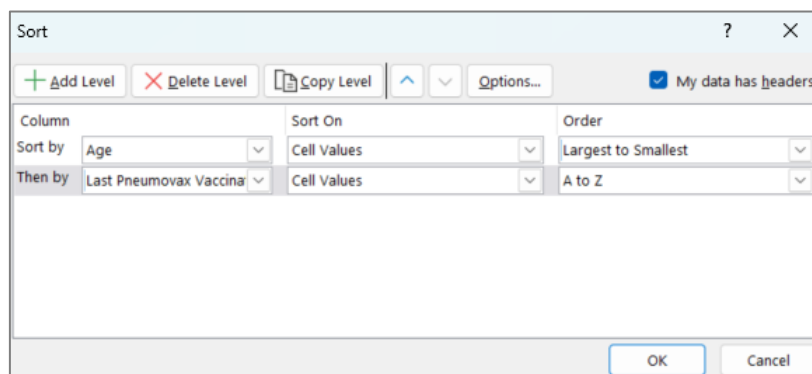 Sort ?
Add Level Delete Level Copy Level Options... My data has headers
Column Sort On Order
Sort by Age Cell Values Largest to Smallest
Then by Last Pneumovax Vaccinat Cell Values A to Z
OK Cancel